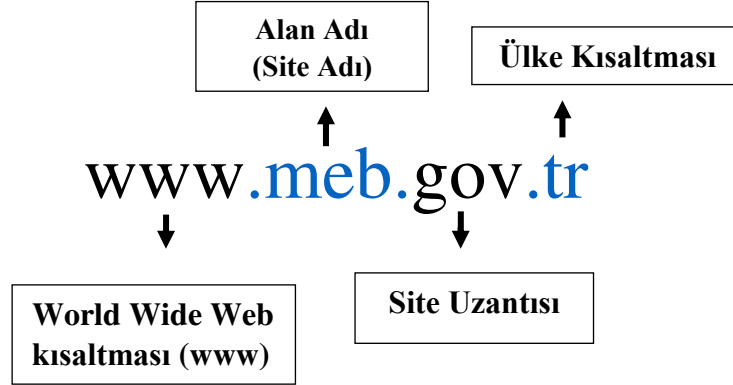 Alan Adı
(Site Adı)
Ülke Kısaltması
www.meb.gov.tr
World Wide Web
kısaltması (www)
Site Uzantısı